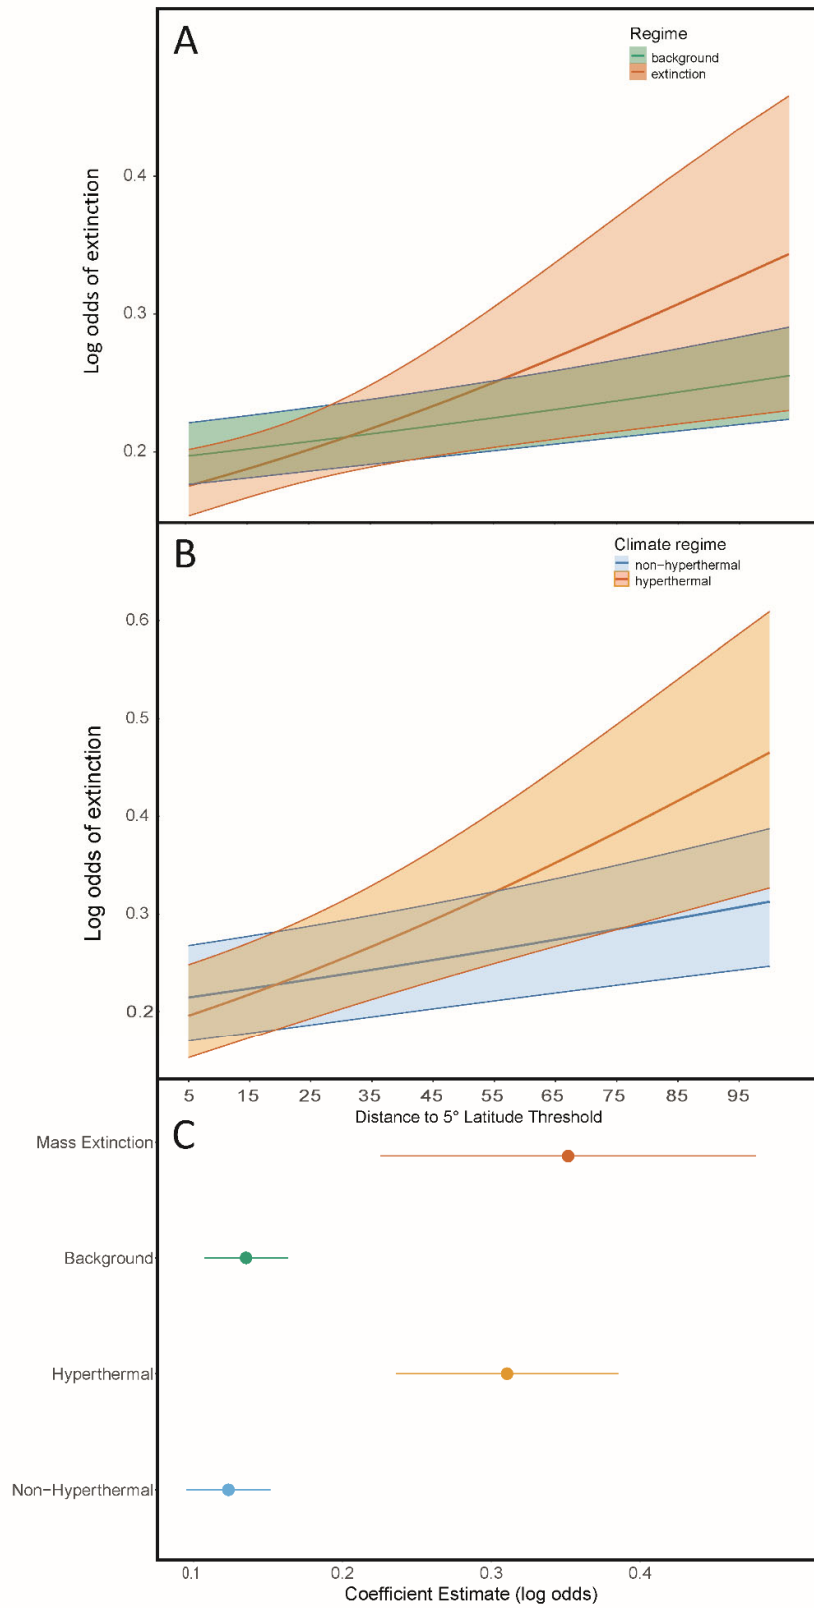 A
Regime
background
extinction
Log odds of extinction
0.4
0.3
0.2
B
Climate regime
non−hyperthermal
hyperthermal
Log odds of extinction
0.6
0.5
0.4
0.3
0.2
5 15 25 35 45 55 65 75 85 95
Distance to 5° Latitude Threshold
C
Mass Extinction
Background
Hyperthermal
Non−Hyperthermal
0.1 0.2 0.3 0.4
Coefficient Estimate (log odds)